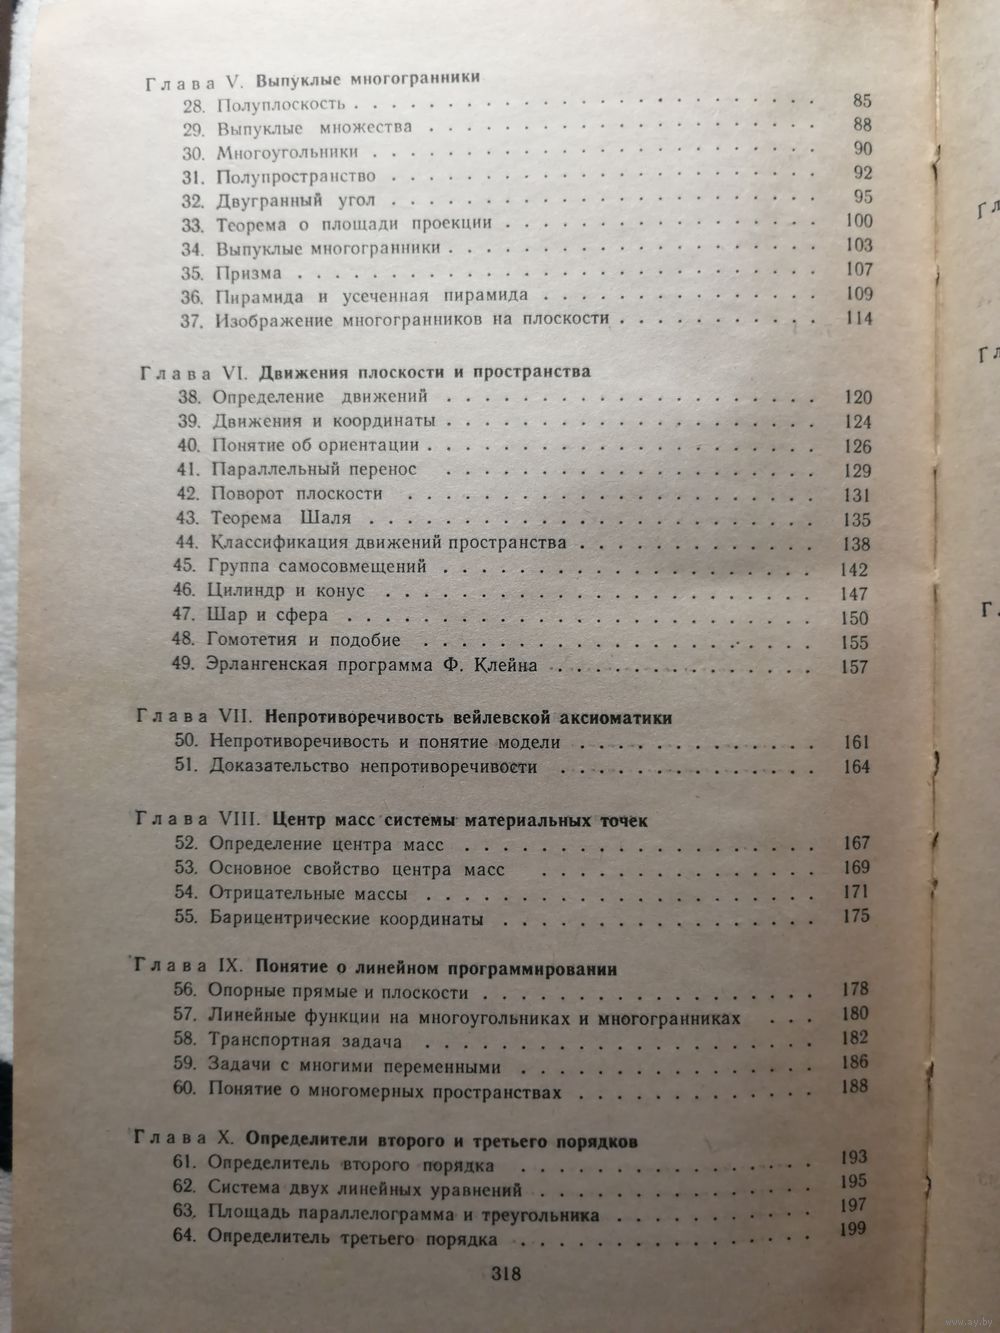 Глава V. Выпуклые многогранники
28. Полуплоскость . . . . . . . . . . . . . . . . . . 85
29. Выпуклые множества . . . . . . . . . . . . . . . 88
30. Многоугольники . . . . . . . . . . . . . . . . . 90
31. Полупространство . . . . . . . . . . . . . . . . 92
32. Двугранный угол . . . . . . . . . . . . . . . . 95
33. Теорема о площади проекции . . . . . . . . . . . 100
34. Выпуклые многогранники . . . . . . . . . . . . . 103
35. Призма . . . . . . . . . . . . . . . . . . . . 107
36. Пирамида и усеченная пирамида . . . . . . . . . . 109
37. Изображение многогранников на плоскости . . . . . . 114
Глава VI. Движения плоскости и пространства
38. Определение движений . . . . . . . . . . . . . . 120
39. Движения и координаты . . . . . . . . . . . . . . 124
40. Понятие об ориентации . . . . . . . . . . . . . . 126
41. Параллельный перенос . . . . . . . . . . . . . . 129
42. Поворот плоскости . . . . . . . . . . . . . . . 131
43. Теорема Шаля . . . . . . . . . . . . . . . . . 135
44. Классификация движений пространства . . . . . . . . 138
45. Группа самосовмещений . . . . . . . . . . . . . . 142
46. Цилиндр и конус . . . . . . . . . . . . . . . . 147
47. Шар и сфера . . . . . . . . . . . . . . . . . . 150
48. Гомотетия и подобие . . . . . . . . . . . . . . . 155
49. Эрлангенская программа Ф. Клейна . . . . . . . . . 157
Глава VII. Непротиворечивость вейлевской аксиоматики
50. Непротиворечивость и понятие модели . . . . . . . . 161
51. Доказательство непротиворечивости . . . . . . . . . 164
Глава VIII. Центр масс системы материальных точек
52. Определение центра масс . . . . . . . . . . . . . 167
53. Основное свойство центра масс . . . . . . . . . . 169
54. Отрицательные массы . . . . . . . . . . . . . . 171
55. Барицентрические координаты . . . . . . . . . . . 175
Глава IX. Понятие о линейном программировании
56. Опорные прямые и плоскости . . . . . . . . . . . . 178
57. Линейные функции на многоугольниках и многогранниках . . . 180
58. Транспортная задача . . . . . . . . . . . . . . . 182
59. Задачи с многими переменными . . . . . . . . . . . 186
60. Понятие о многомерных пространствах . . . . . . . . 188
Глава X. Определители второго и третьего порядков
61. Определитель второго порядка . . . . . . . . . . . 193
62. Система двух линейных уравнений . . . . . . . . . . 195
63. Площадь параллелограмма и треугольника . . . . . . . 197
64. Определитель третьего порядка . . . . . . . . . . . 199
318
Гл
Гл
Г
www.ay.by